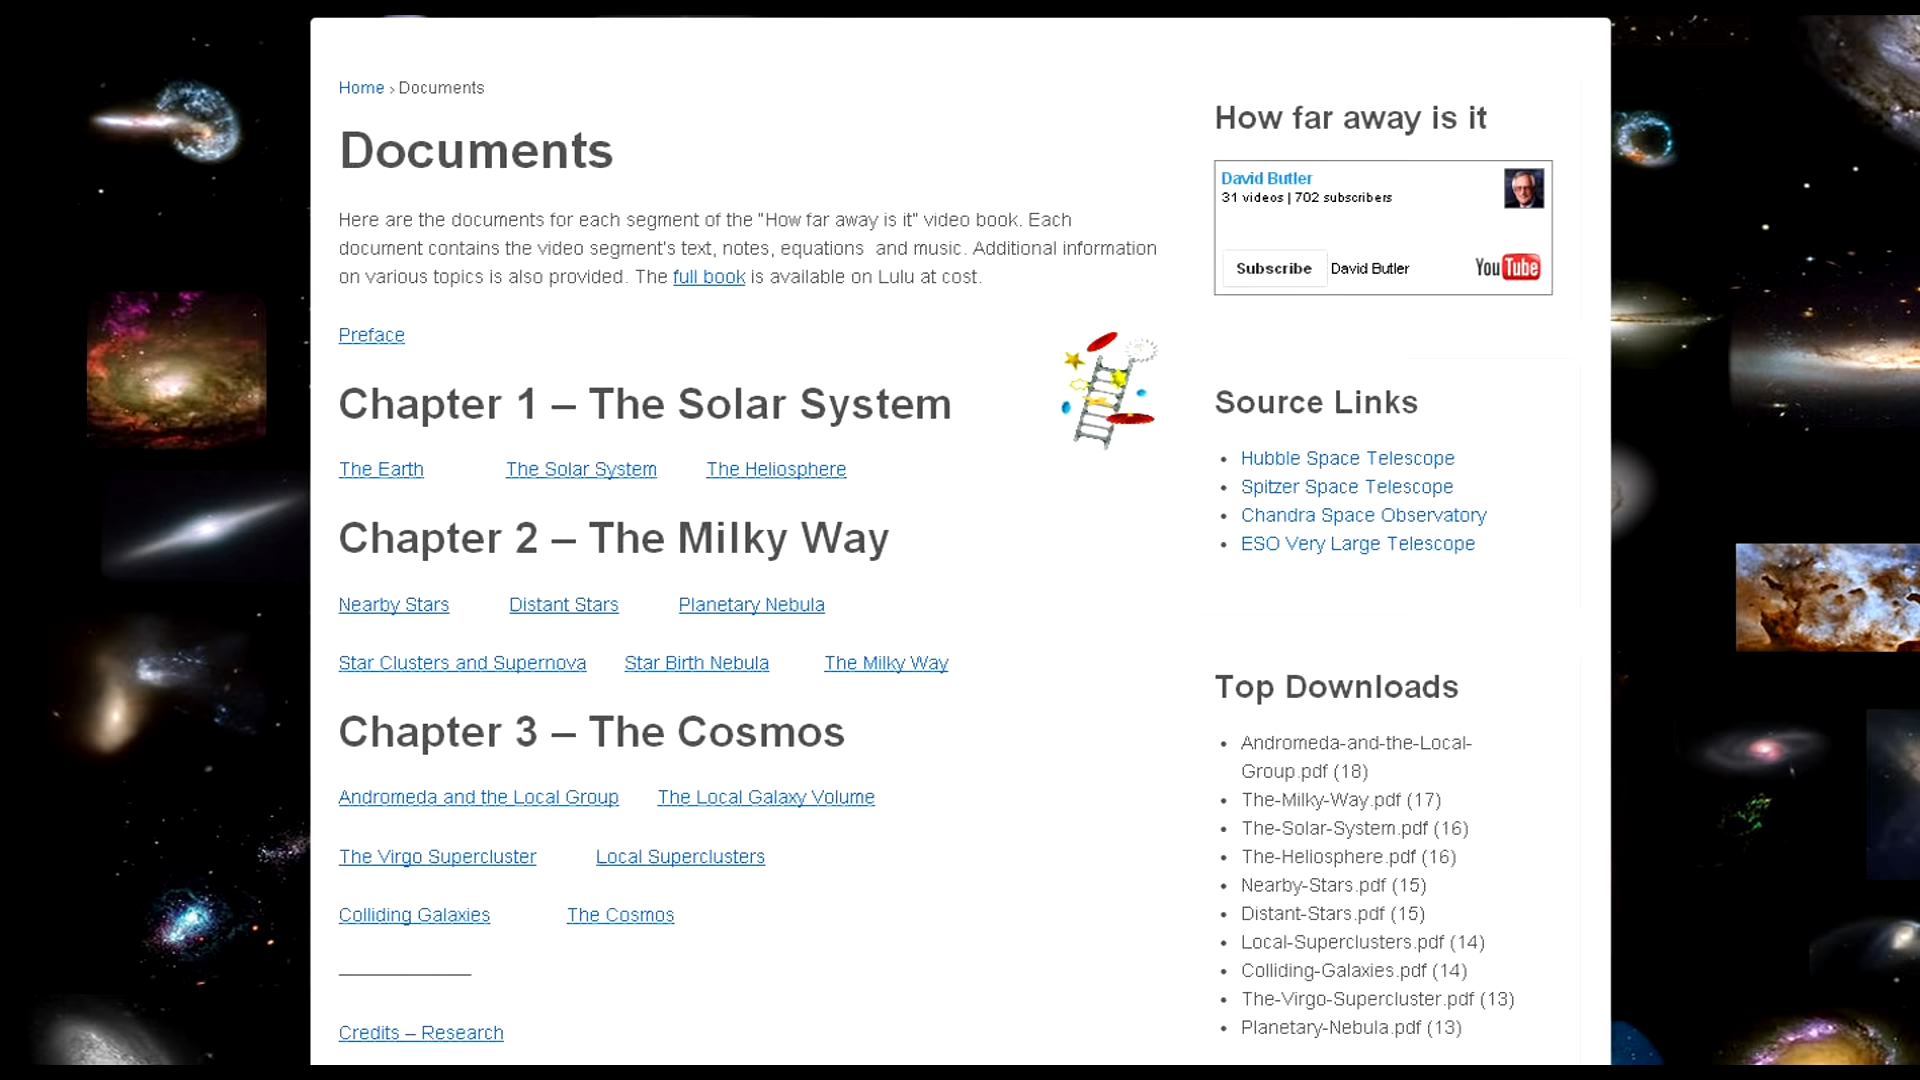 Home › Documents
Documents
Here are the documents for each segment of the "How far away is it" video book. Each
document contains the video segment's text, notes, equations  and music. Additional information
on various topics is also provided. The full book is available on Lulu at cost.
Preface
Chapter 1 – The Solar System
The Earth The Solar System The Heliosphere
Chapter 2 – The Milky Way
Nearby Stars Distant Stars Planetary Nebula
Star Clusters and Supernova Star Birth Nebula The Milky Way
Chapter 3 – The Cosmos
Andromeda and the Local Group The Local Galaxy Volume
The Virgo Supercluster Local Superclusters
Colliding Galaxies The Cosmos
Credits – Research
How far away is it
David Butler
31 videos | 702 subscribers
Subscribe David Butler YouTube
Source Links
• Hubble Space Telescope
• Spitzer Space Telescope
• Chandra Space Observatory
• ESO Very Large Telescope
Top Downloads
• Andromeda-and-the-Local-
Group.pdf (18)
• The-Milky-Way.pdf (17)
• The-Solar-System.pdf (16)
• The-Heliosphere.pdf (16)
• Nearby-Stars.pdf (15)
• Distant-Stars.pdf (15)
• Local-Superclusters.pdf (14)
• Colliding-Galaxies.pdf (14)
• The-Virgo-Supercluster.pdf (13)
• Planetary-Nebula.pdf (13)